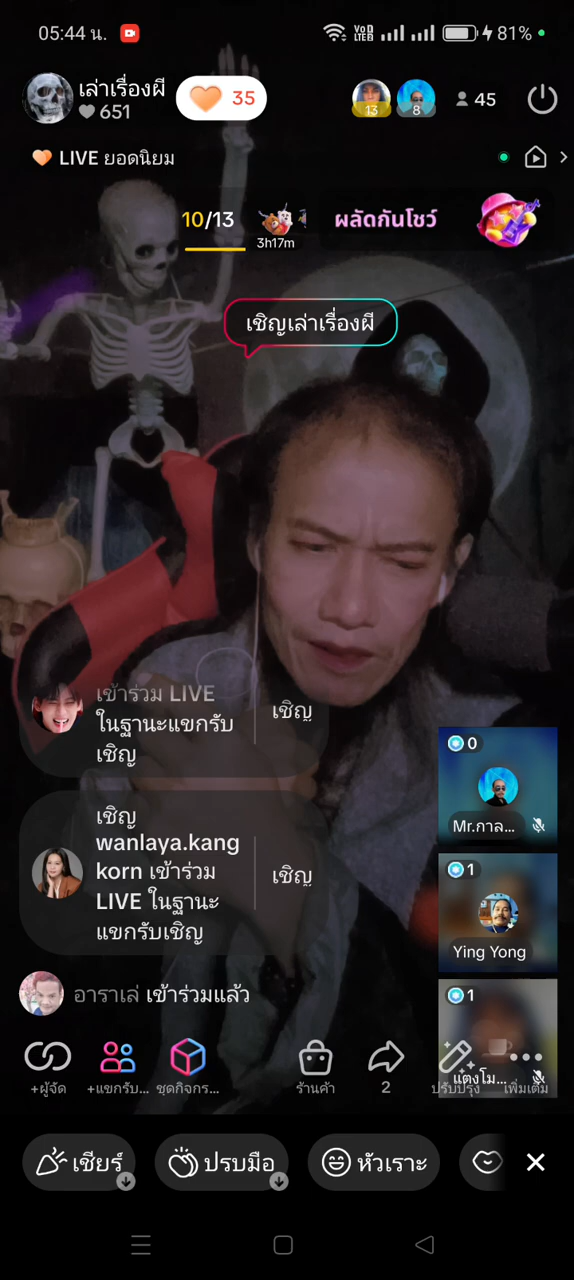 05:44 น.
VoD LTE2
81%
เล่าเรื่องผี
651
35
13
8
45
LIVE ยอดนิยม
10/13
3h17m
ผลัดกันโชว์
เชิญเล่าเรื่องผี
เข้าร่วม LIVE
ในฐานะแขกรับ
เชิญ
เชิญ
0
Mr.กาล...
เชิญ
wanlaya.kang
korn เข้าร่วม
LIVE ในฐานะ
แขกรับเชิญ
เชิญ
1
Ying Yong
อาราเล่ เข้าร่วมแล้ว
1
แตงโม...
+ผู้จัด
+แขกรับ...
ชุดกิจกร...
ร้านค้า
2
ปรับปรุง
เพิ่มเติม
เชียร์
ปรบมือ
หัวเราะ